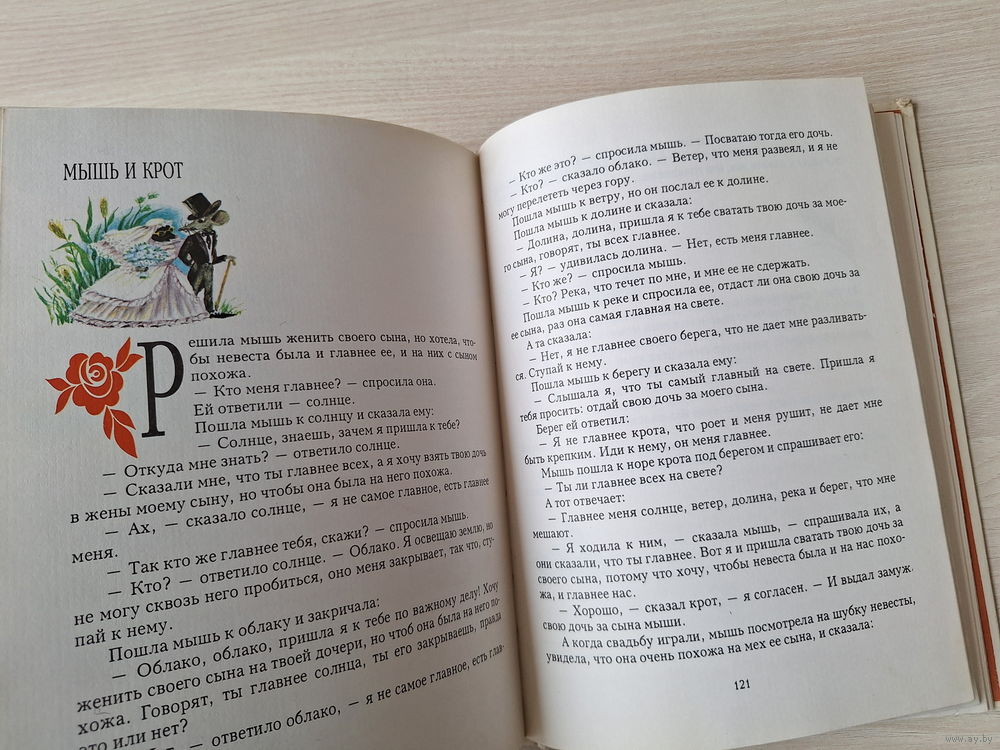 МЫШЬ И КРОТ
Решила мышь женить своего сына, но хотела, что-
бы невеста была и главнее ее, и на них с сыном
похожа.
— Кто меня главнее? — спросила она.
Ей ответили — солнце.
Пошла мышь к солнцу и сказала ему:
— Солнце, знаешь, зачем я пришла к тебе?
— Откуда мне знать? — ответило солнце.
— Сказали мне, что ты главнее всех, а я хочу взять твою дочь
в жены моему сыну, но чтобы она была на него похожа.
— Ах, — сказало солнце, — я не самое главное, есть главнее
меня.
— Так кто же главнее тебя, скажи? — спросила мышь.
— Кто? — ответило солнце. — Облако. Я освещаю землю, но
не могу сквозь него пробиться, оно меня закрывает, так что, сту-
пай к нему.
Пошла мышь к облаку и закричала:
— Облако, облако, пришла я к тебе по важному делу! Хочу
женить своего сына на твоей дочери, но чтоб она была на него по-
хожа. Говорят, ты главнее солнца, ты его закрываешь, правда
это или нет?
— ответило облако, — я не самое главное, есть глав-
— Кто же это? — спросила мышь. — Посватаю тогда его дочь.
— Кто? — сказало облако. — Ветер, что меня развеял, и я не
могу перелететь через гору.
Пошла мышь к ветру, но он послал ее к долине.
Пошла мышь к долине и сказала:
— Долина, долина, пришла я к тебе сватать твою дочь за мое-
го сына, говорят, ты всех главнее.
— Я? — удивилась долина. — Нет, есть меня главнее.
— Кто же? — спросила мышь.
— Кто? Река, что течет по мне, и мне ее не сдержать.
Пошла мышь к реке и спросила ее, отдаст ли она свою дочь за
ее сына, раз она самая главная на свете.
А та сказала:
— Нет, я не главнее своего берега, что не дает мне разливать-
ся. Ступай к нему.
Пошла мышь к берегу и сказала ему:
— Слышала я, что ты самый главный на свете. Пришла я
тебя просить: отдай свою дочь за моего сына.
Берег ей ответил:
— Я не главнее крота, что роет и меня рушит, не дает мне
быть крепким. Иди к нему, он меня главнее.
Мышь пошла к норе крота под берегом и спрашивает его:
— Ты ли главнее всех на свете?
А тот отвечает:
— Главнее меня солнце, ветер, долина, река и берег, что мне
мешают.
— Я ходила к ним, — сказала мышь, — спрашивала их, а
они сказали, что ты главнее. Вот я и пришла сватать твою дочь за
своего сына, потому что хочу, чтобы невеста была и на нас похо-
жа, и главнее нас.
— Хорошо, — сказал крот, — я согласен. — И выдал замуж
свою дочь за сына мыши.
А когда свадьбу играли, мышь посмотрела на шубку невесты,
увидела, что она очень похожа на мех ее сына, и сказала:
121
www.ay.by